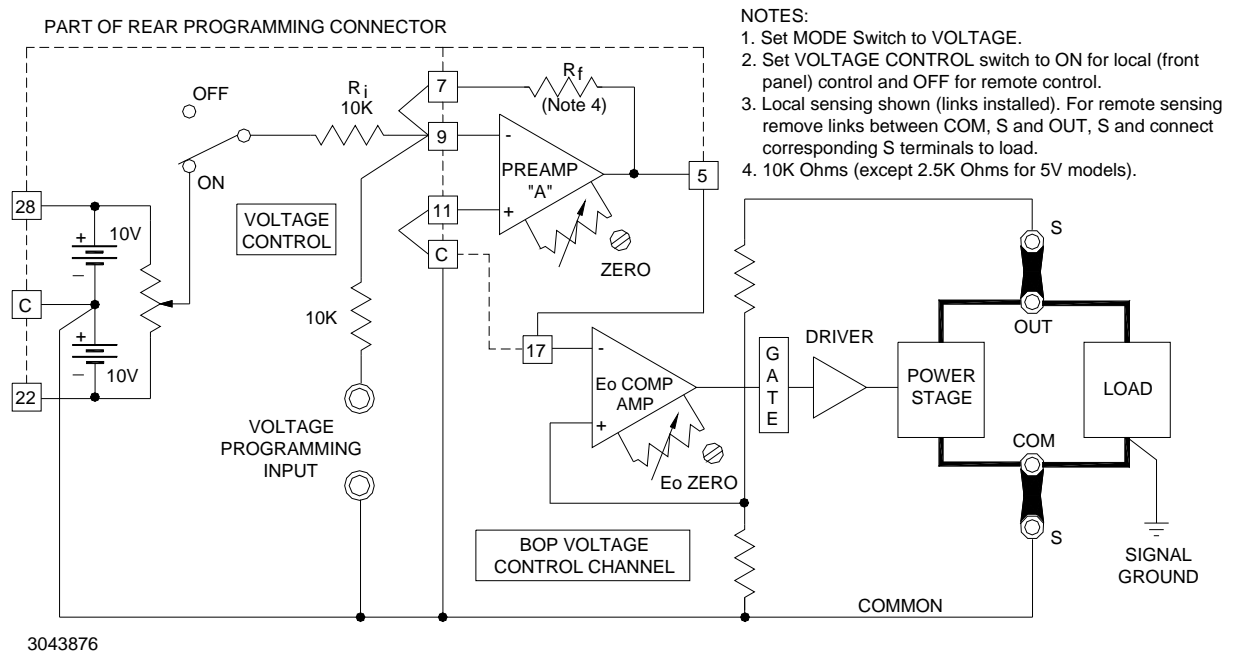 PART OF REAR PROGRAMMING CONNECTOR
NOTES:
1. Set MODE Switch to VOLTAGE.
2. Set VOLTAGE CONTROL switch to ON for local (front
panel) control and OFF for remote control.
3. Local sensing shown (links installed). For remote sensing
remove links between COM, S and OUT, S and connect
corresponding S terminals to load.
4. 10K Ohms (except 2.5K Ohms for 5V models).
OFF
ON
Ri
10K
7
Rf
(Note 4)
9
-
PREAMP
"A"
+
5
11
C
ZERO
28
+
10V
–
C
+
10V
–
22
VOLTAGE
CONTROL
10K
VOLTAGE
PROGRAMMING
INPUT
17
-
Eo COMP
AMP
+
Eo ZERO
GATE
DRIVER
POWER
STAGE
S
OUT
LOAD
COM
S
SIGNAL
GROUND
BOP VOLTAGE
CONTROL CHANNEL
COMMON
3043876